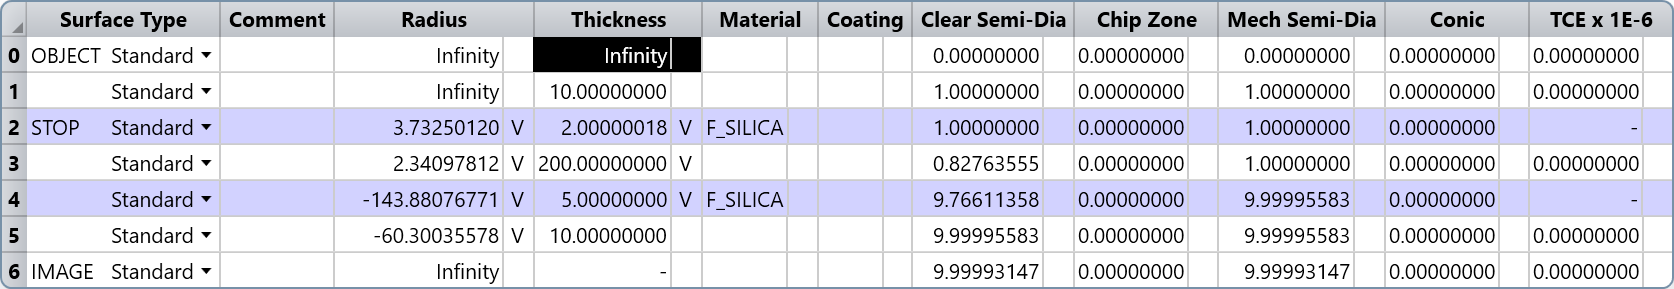 Surface Type Comment Radius Thickness Material Coating Clear Semi-Dia Chip Zone Mech Semi-Dia Conic TCE x 1E-6
0 OBJECT Standard Infinity Infinity 0.00000000 0.00000000 0.00000000 0.00000000 0.00000000
1 Standard Infinity 10.00000000 1.00000000 0.00000000 1.00000000 0.00000000 0.00000000
2 STOP Standard 3.73250120 V 2.00000018 V F_SILICA 1.00000000 0.00000000 1.00000000 0.00000000 -
3 Standard 2.34097812 V 200.00000000 V 0.82763555 0.00000000 1.00000000 0.00000000 0.00000000
4 Standard -143.88076771 V 5.00000000 V F_SILICA 9.76611358 0.00000000 9.99995583 0.00000000 -
5 Standard -60.30035578 V 10.00000000 9.99995583 0.00000000 9.99995583 0.00000000 0.00000000
6 IMAGE Standard Infinity - 9.99993147 0.00000000 9.99993147 0.00000000 0.00000000